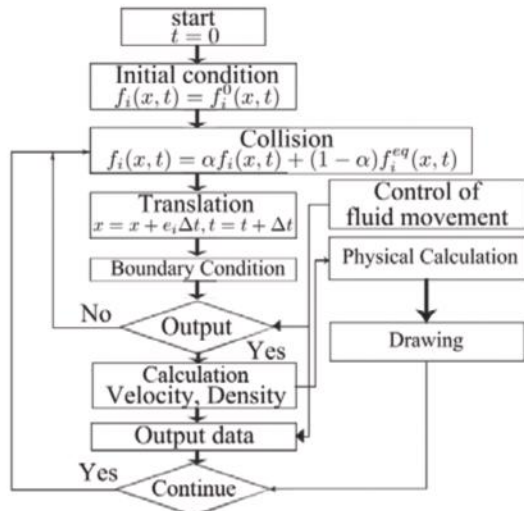 start
t = 0
Initial condition
f_i(x, t) = f_i^0(x, t)
Collision
f_i(x, t) = αf_i(x, t) + (1 − α)f_i^{eq}(x, t)
Translation
x = x + e_iΔt, t = t + Δt
Control of
fluid movement
Boundary Condition
Physical Calculation
No
Output
Yes
Drawing
Calculation
Velocity, Density
Output data
Yes
Continue